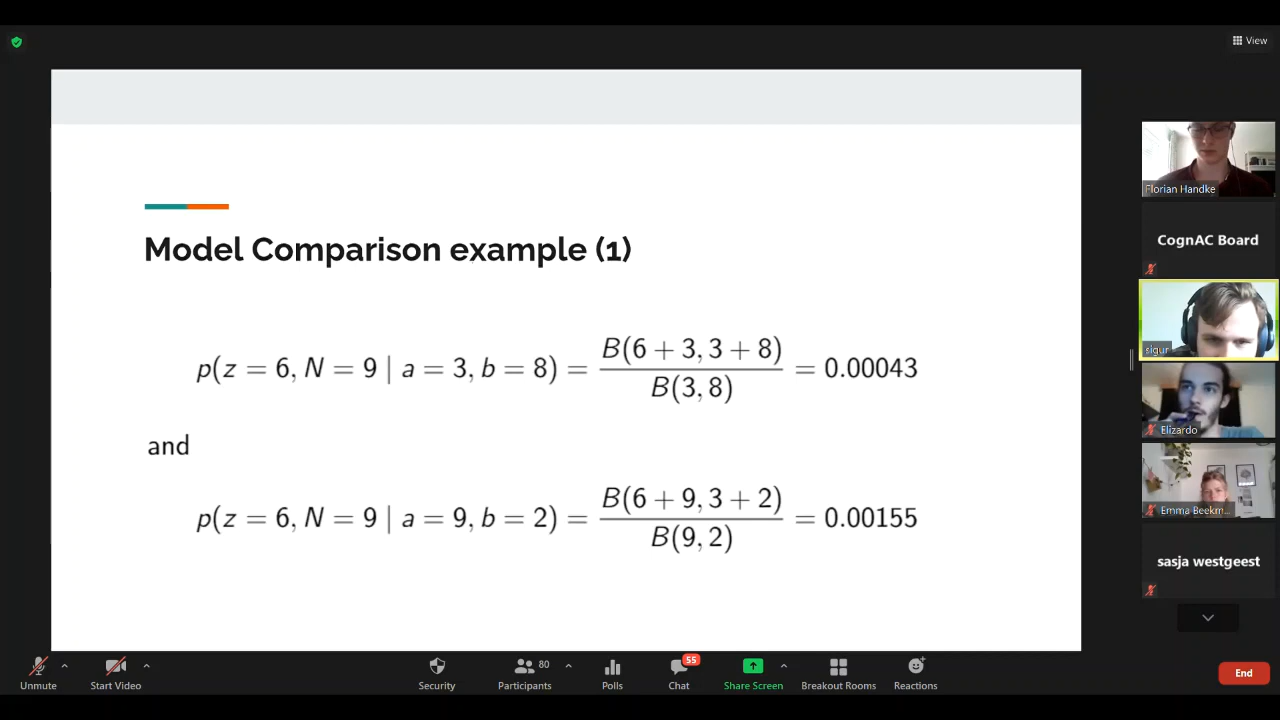 View
Model Comparison example (1)
p(z = 6, N = 9 | a = 3, b = 8) = B(6 + 3, 3 + 8) / B(3, 8) = 0.00043
and
p(z = 6, N = 9 | a = 9, b = 2) = B(6 + 9, 3 + 2) / B(9, 2) = 0.00155
Florian Handke
CognAC Board
sigur
Elizardo
Emma Beekm...
sasja westgeest
Unmute
Start Video
Security
80
Participants
Polls
55
Chat
Share Screen
Breakout Rooms
Reactions
End